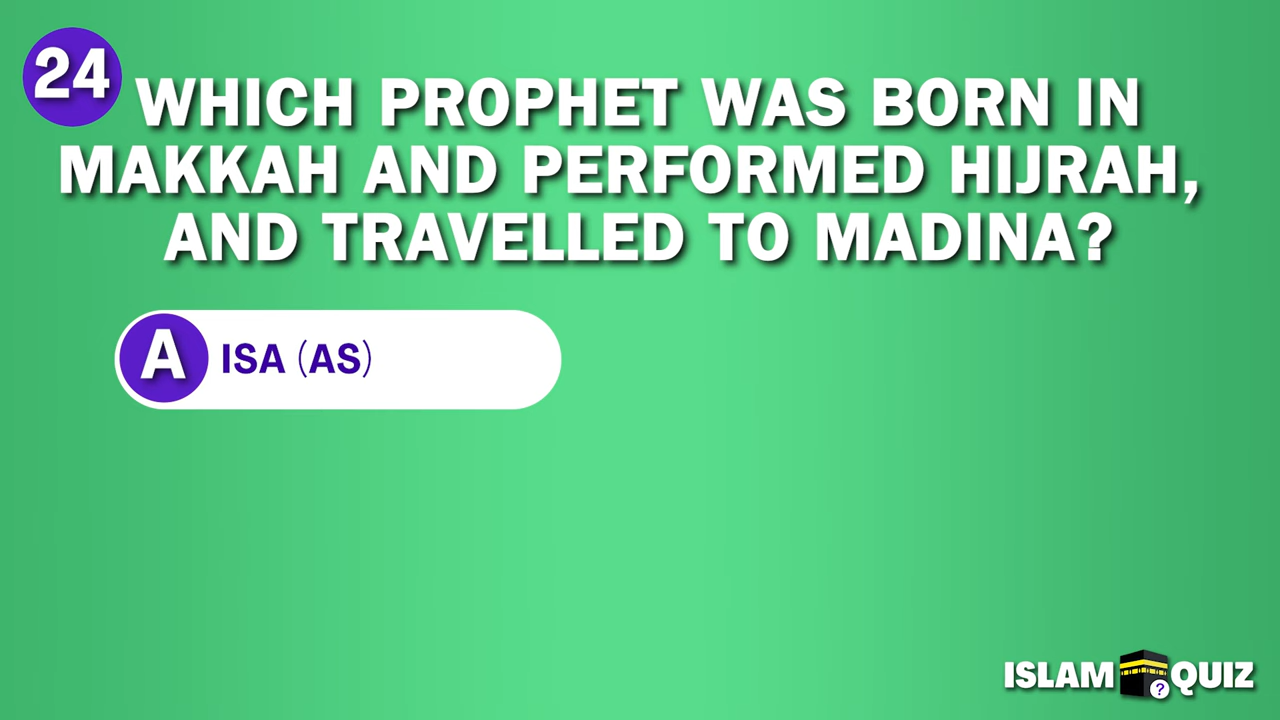 24
WHICH PROPHET WAS BORN IN
MAKKAH AND PERFORMED HIJRAH,
AND TRAVELLED TO MADINA?
A ISA (AS)
ISLAM ? QUIZ